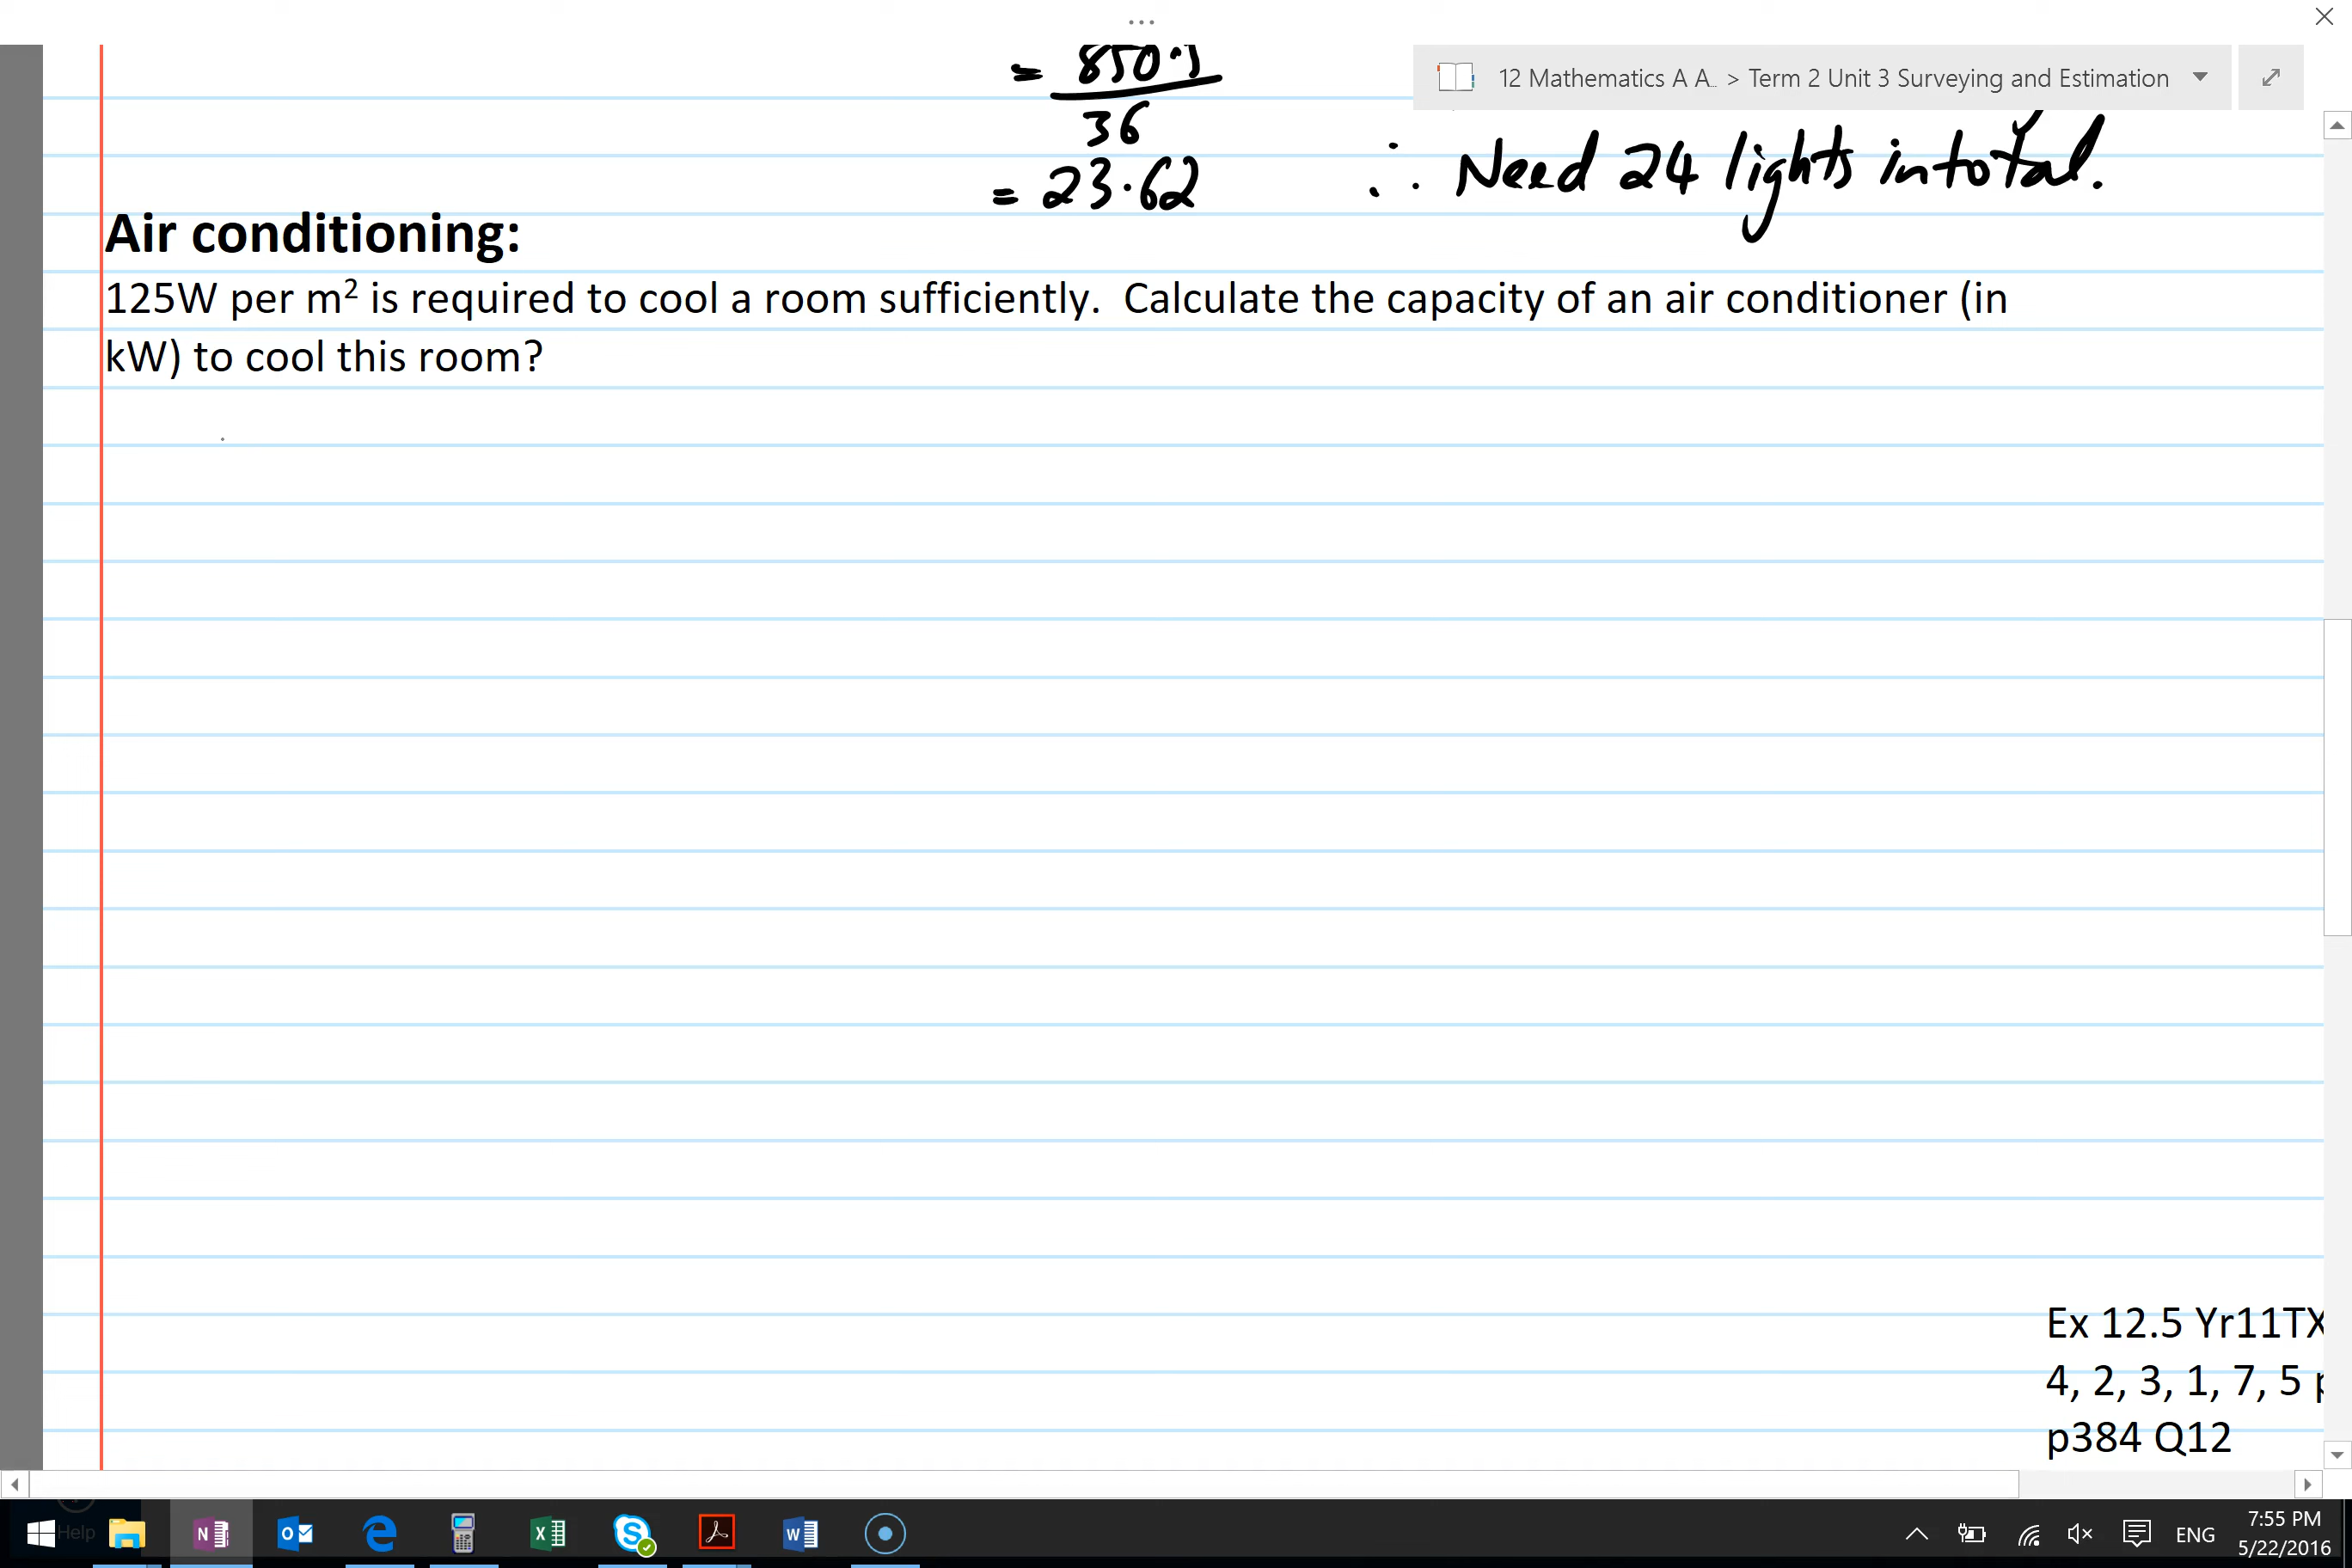 = 850.5
36
= 23.62
12 Mathematics A A... > Term 2 Unit 3 Surveying and Estimation
∴ Need 24 lights in total.
Air conditioning:
125W per m² is required to cool a room sufficiently. Calculate the capacity of an air conditioner (in
kW) to cool this room?
Ex 12.5 Yr11TX
4, 2, 3, 1, 7, 5 p
p384 Q12
Help
ENG
7:55 PM
5/22/2016